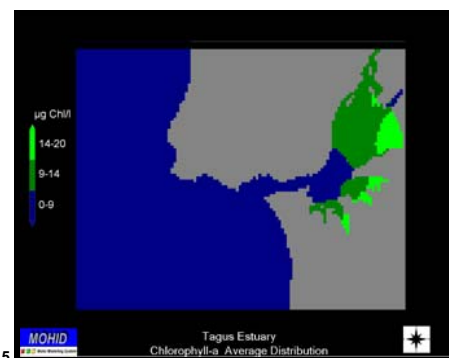 µg Chl/l
14-20
9-14
0-9
MOHID
Tagus Estuary
Chlorophyll-a Average Distribution
5